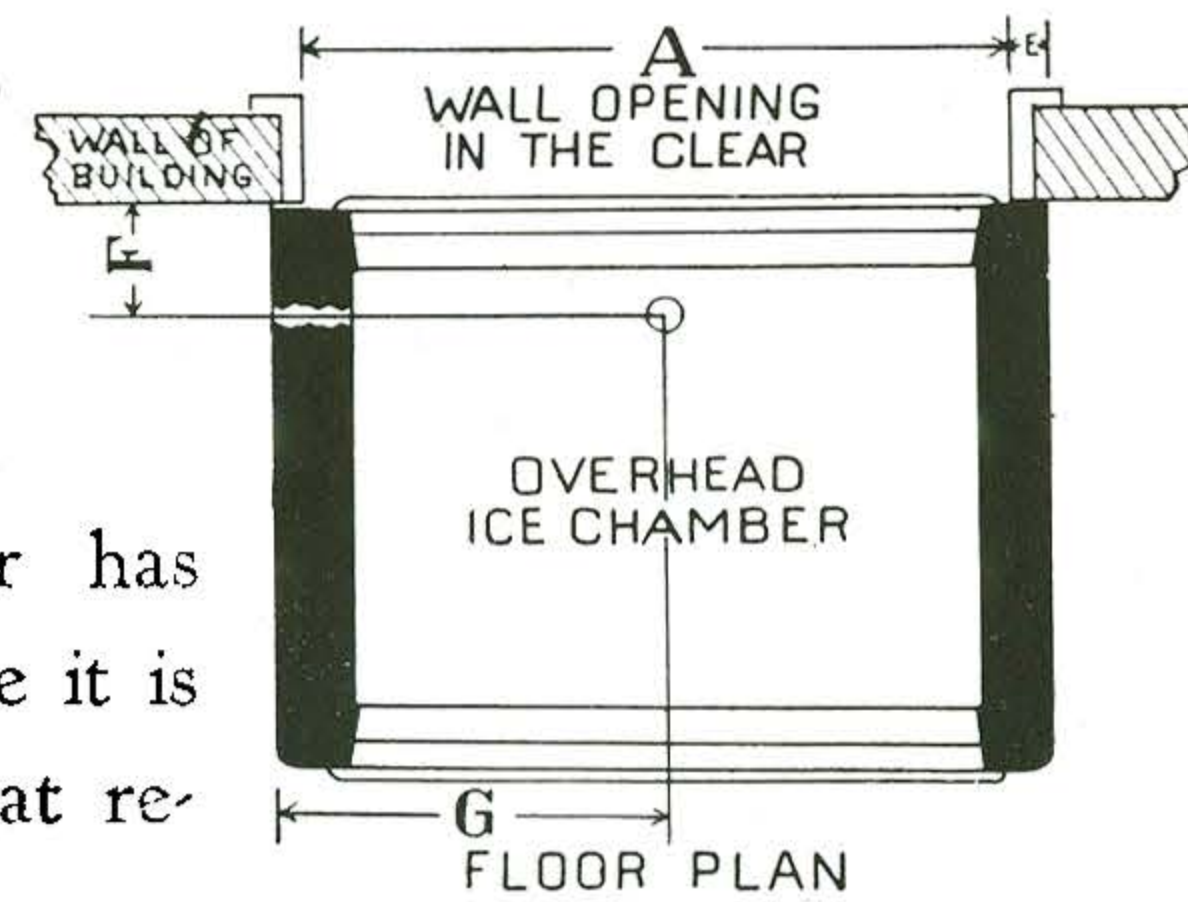 A
E
WALL OPENING
IN THE CLEAR
WALL OF
BUILDING
F
OVERHEAD
ICE CHAMBER
r has
e it is
at re-
G
FLOOR PLAN